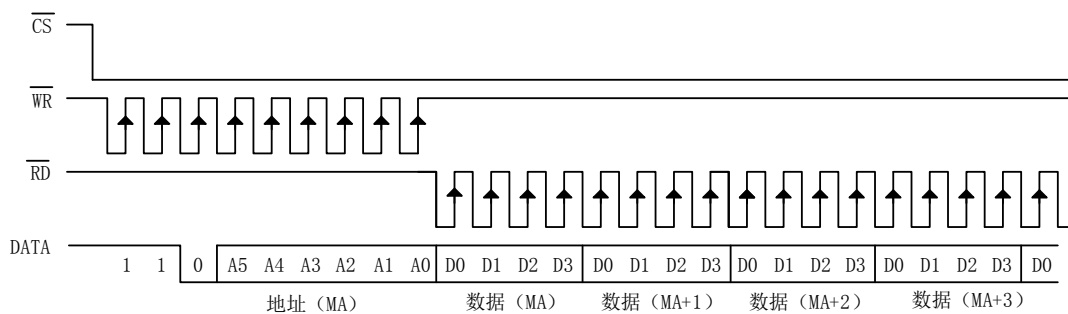 CS
WR
RD
DATA
1 1 0 A5 A4 A3 A2 A1 A0 D0 D1 D2 D3 D0 D1 D2 D3 D0 D1 D2 D3 D0 D1 D2 D3 D0
地址（MA） 数据（MA） 数据（MA+1） 数据（MA+2） 数据（MA+3）